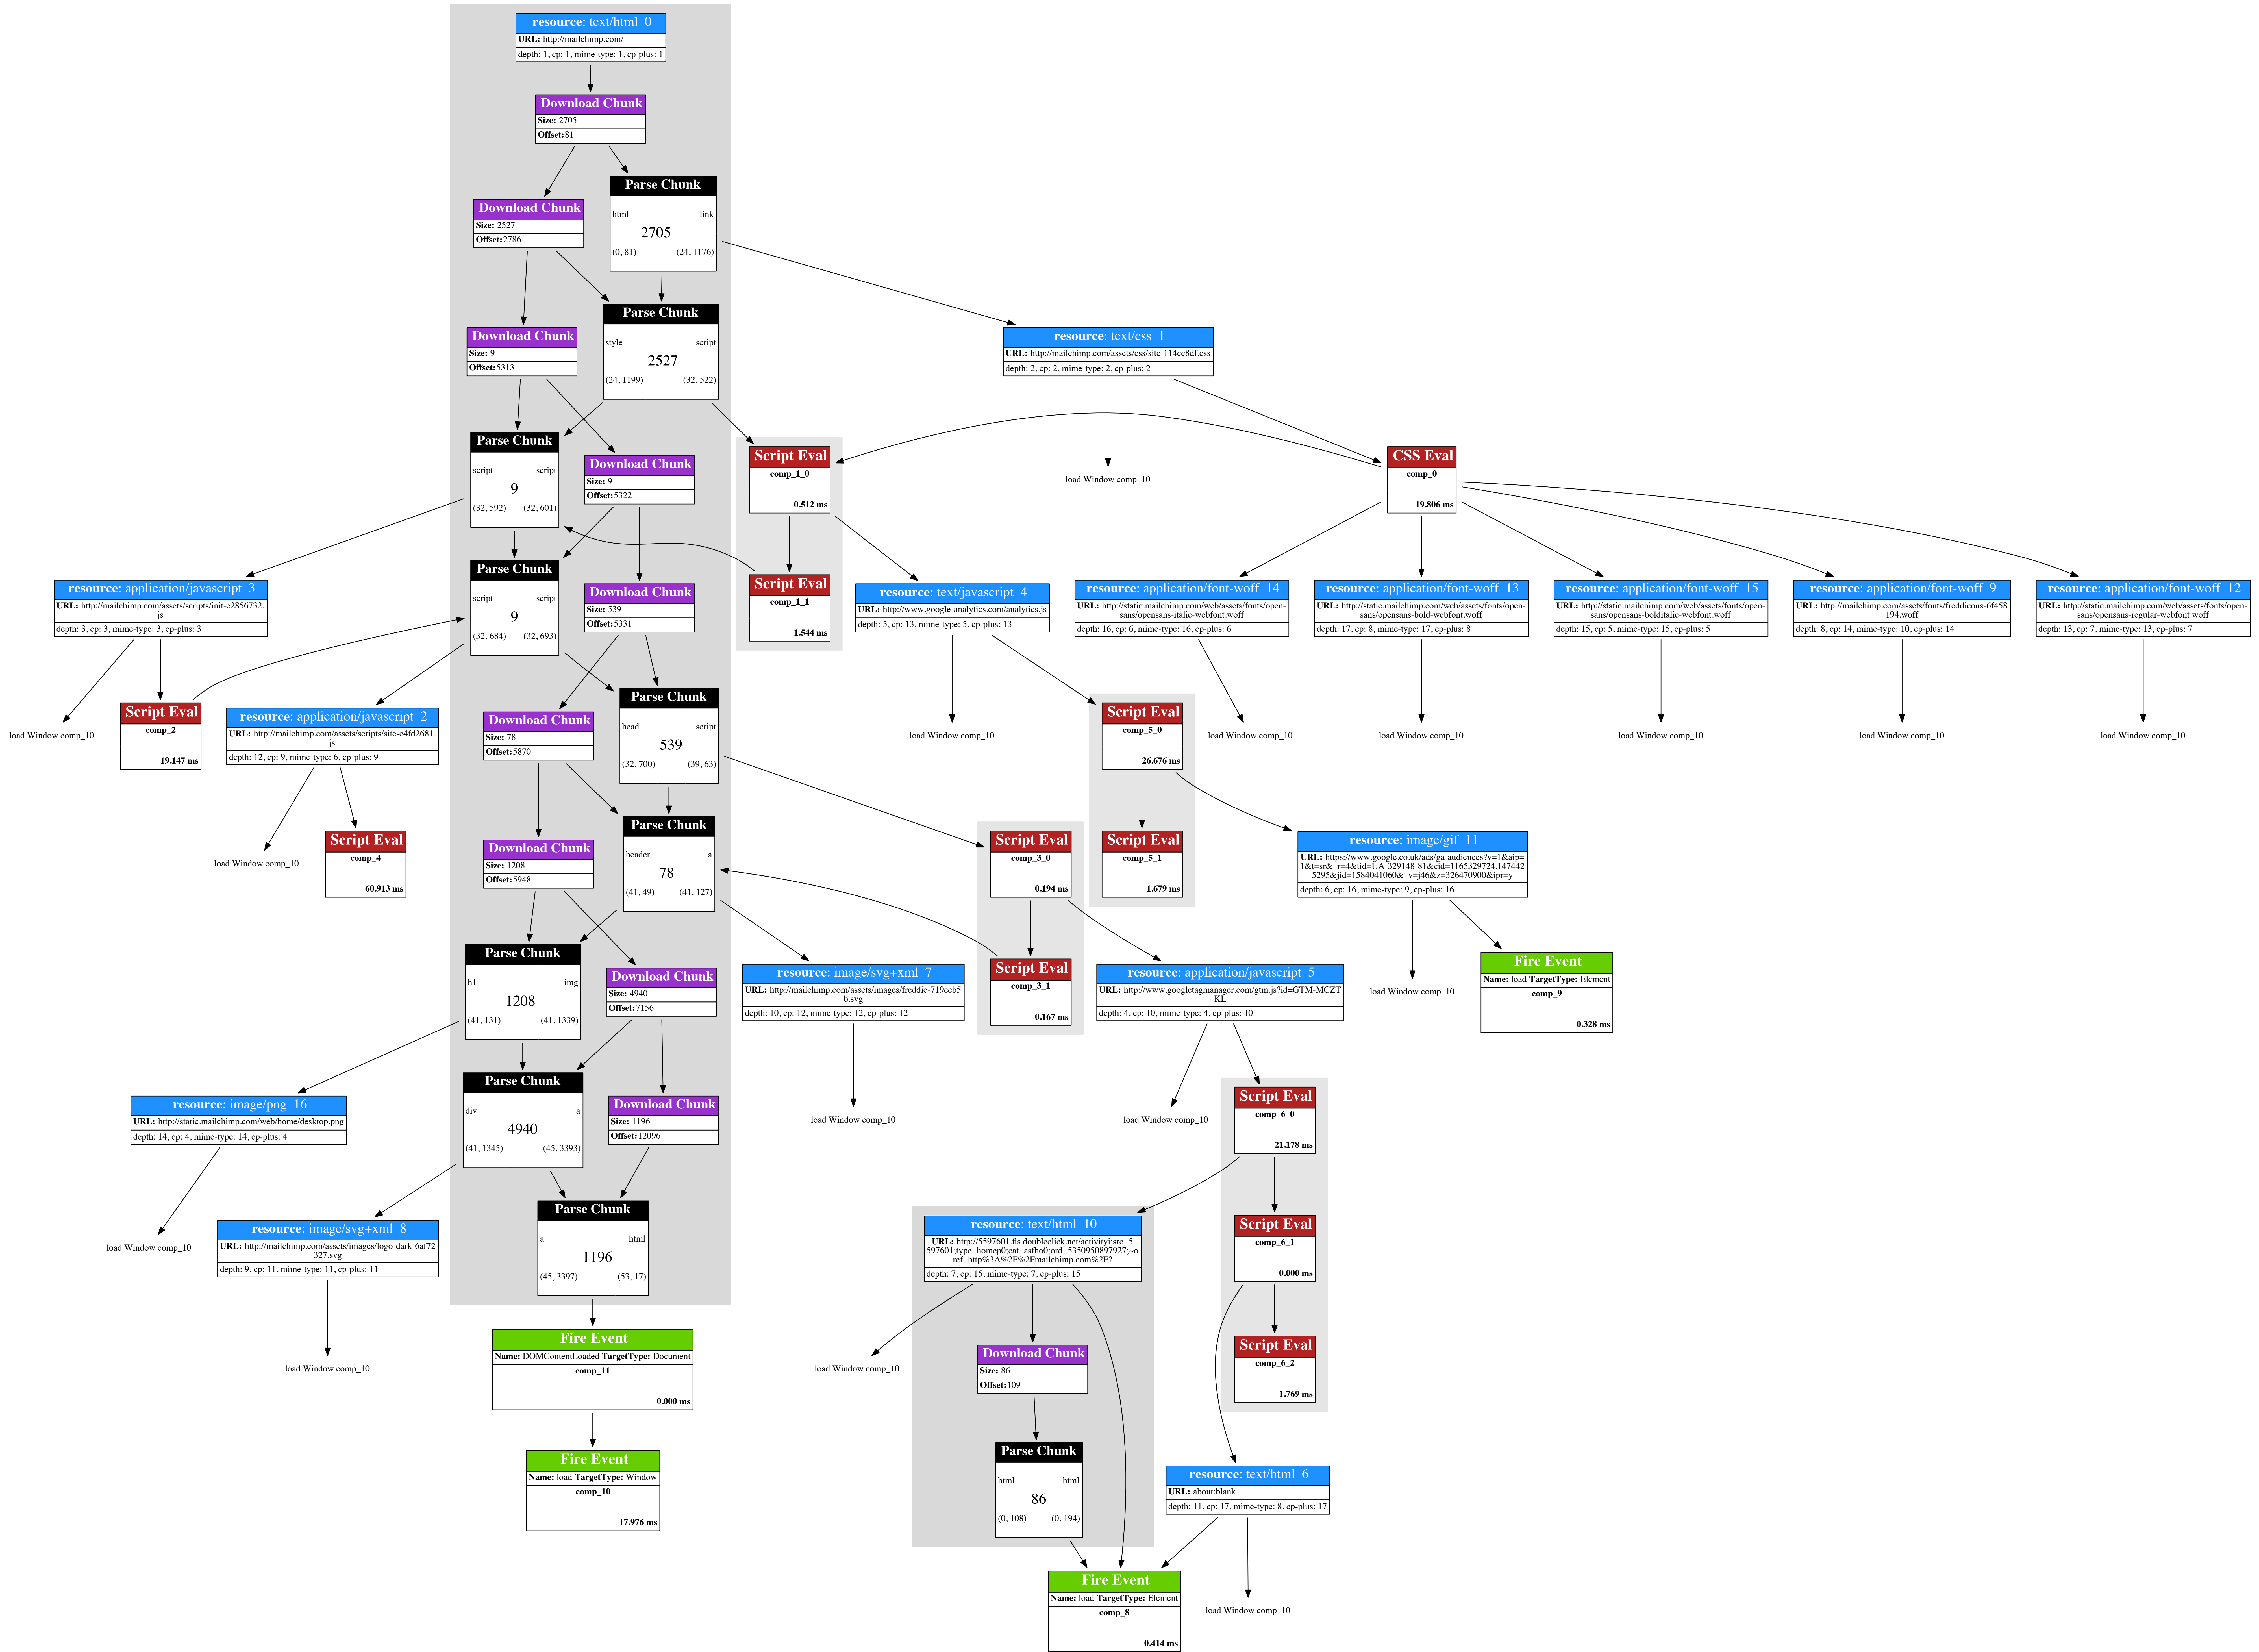 resource: text/html 0
URL: http://mailchimp.com/
depth: 1, cp: 1, mime-type: 1, cp-plus: 1
Download Chunk
Size: 2705
Offset:81
Parse Chunk
html link
2705
(0, 81) (24, 1176)
Download Chunk
Size: 2527
Offset:2786
Parse Chunk
style script
2527
(24, 1199) (32, 522)
Download Chunk
Size: 9
Offset:5313
resource: text/css 1
URL: http://mailchimp.com/assets/css/site-114cc8df.css
depth: 2, cp: 2, mime-type: 2, cp-plus: 2
Parse Chunk
script script
9
(32, 592) (32, 601)
Download Chunk
Size: 9
Offset:5322
Script Eval
comp_1_0
0.512 ms
load Window comp_10
CSS Eval
comp_0
19.806 ms
resource: application/javascript 3
URL: http://mailchimp.com/assets/scripts/init-e2856732.
js
depth: 3, cp: 3, mime-type: 3, cp-plus: 3
Parse Chunk
script script
9
(32, 684) (32, 693)
Download Chunk
Size: 539
Offset:5331
Script Eval
comp_1_1
1.544 ms
resource: text/javascript 4
URL: http://www.google-analytics.com/analytics.js
depth: 5, cp: 13, mime-type: 5, cp-plus: 13
resource: application/font-woff 14
URL: http://static.mailchimp.com/web/assets/fonts/open-
sans/opensans-italic-webfont.woff
depth: 16, cp: 6, mime-type: 16, cp-plus: 6
resource: application/font-woff 13
URL: http://static.mailchimp.com/web/assets/fonts/open-
sans/opensans-bold-webfont.woff
depth: 17, cp: 8, mime-type: 17, cp-plus: 8
resource: application/font-woff 15
URL: http://static.mailchimp.com/web/assets/fonts/open-
sans/opensans-bolditalic-webfont.woff
depth: 15, cp: 5, mime-type: 15, cp-plus: 5
resource: application/font-woff 9
URL: http://mailchimp.com/assets/fonts/freddicons-6f458
194.woff
depth: 8, cp: 14, mime-type: 10, cp-plus: 14
resource: application/font-woff 12
URL: http://static.mailchimp.com/web/assets/fonts/open-
sans/opensans-regular-webfont.woff
depth: 13, cp: 7, mime-type: 13, cp-plus: 7
load Window comp_10
Script Eval
comp_2
19.147 ms
resource: application/javascript 2
URL: http://mailchimp.com/assets/scripts/site-e4fd2681.
js
depth: 12, cp: 9, mime-type: 6, cp-plus: 9
Download Chunk
Size: 78
Offset:5870
Parse Chunk
head script
539
(32, 700) (39, 63)
load Window comp_10
Script Eval
comp_5_0
26.676 ms
load Window comp_10
load Window comp_10
load Window comp_10
load Window comp_10
load Window comp_10
load Window comp_10
Script Eval
comp_4
60.913 ms
Download Chunk
Size: 1208
Offset:5948
Parse Chunk
header a
78
(41, 49) (41, 127)
Script Eval
comp_3_0
0.194 ms
Script Eval
comp_5_1
1.679 ms
resource: image/gif 11
URL: https://www.google.co.uk/ads/ga-audiences?v=1&aip=
1&t=sr&_r=4&tid=UA-329148-81&cid=1165329724.147442
5295&jid=1584041060&_v=j46&z=326470900&ipr=y
depth: 6, cp: 16, mime-type: 9, cp-plus: 16
Parse Chunk
h1 img
1208
(41, 131) (41, 1339)
Download Chunk
Size: 4940
Offset:7156
resource: image/svg+xml 7
URL: http://mailchimp.com/assets/images/freddie-719ecb5
b.svg
depth: 10, cp: 12, mime-type: 12, cp-plus: 12
Script Eval
comp_3_1
0.167 ms
resource: application/javascript 5
URL: http://www.googletagmanager.com/gtm.js?id=GTM-MCZT
KL
depth: 4, cp: 10, mime-type: 4, cp-plus: 10
load Window comp_10
Fire Event
Name: load TargetType: Element
comp_9
0.328 ms
resource: image/png 16
URL: http://static.mailchimp.com/web/home/desktop.png
depth: 14, cp: 4, mime-type: 14, cp-plus: 4
Parse Chunk
div a
4940
(41, 1345) (45, 3393)
Download Chunk
Size: 1196
Offset:12096
load Window comp_10
load Window comp_10
Script Eval
comp_6_0
21.178 ms
load Window comp_10
resource: image/svg+xml 8
URL: http://mailchimp.com/assets/images/logo-dark-6af72
327.svg
depth: 9, cp: 11, mime-type: 11, cp-plus: 11
Parse Chunk
a html
1196
(45, 3397) (53, 17)
resource: text/html 10
URL: http://5597601.fls.doubleclick.net/activityi;src=5
597601;type=homep0;cat=asfho0;ord=5350950897927;~o
ref=http%3A%2F%2Fmailchimp.com%2F?
depth: 7, cp: 15, mime-type: 7, cp-plus: 15
Script Eval
comp_6_1
0.000 ms
load Window comp_10
Fire Event
Name: DOMContentLoaded TargetType: Document
comp_11
0.000 ms
load Window comp_10
Download Chunk
Size: 86
Offset:109
Script Eval
comp_6_2
1.769 ms
Fire Event
Name: load TargetType: Window
comp_10
17.976 ms
Parse Chunk
html html
86
(0, 108) (0, 194)
resource: text/html 6
URL: about:blank
depth: 11, cp: 17, mime-type: 8, cp-plus: 17
Fire Event
Name: load TargetType: Element
comp_8
0.414 ms
load Window comp_10